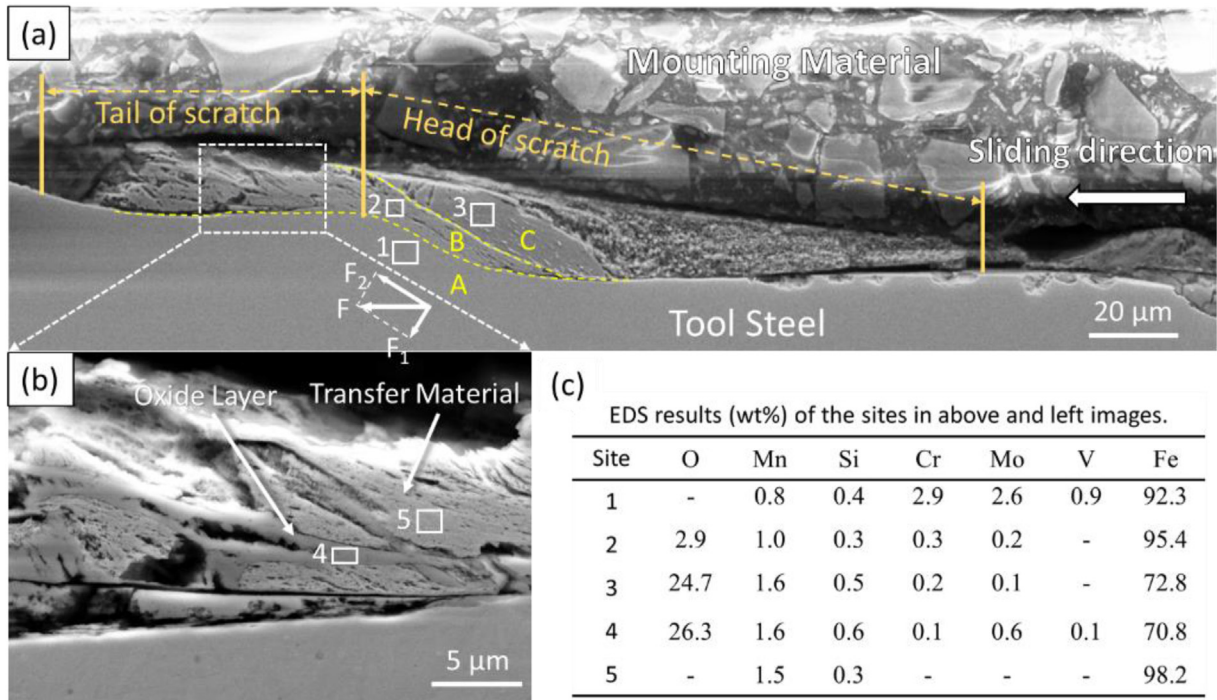 (a)
Mounting Material
Tail of scratch
Head of scratch
Sliding direction
2
3
1
B
C
A
F₂
F
F₁
Tool Steel
20 μm
(b)
Oxide Layer
Transfer Material
5
4
5 μm
(c)
EDS results (wt%) of the sites in above and left images.
Site O Mn Si Cr Mo V Fe
1 - 0.8 0.4 2.9 2.6 0.9 92.3
2 2.9 1.0 0.3 0.3 0.2 - 95.4
3 24.7 1.6 0.5 0.2 0.1 - 72.8
4 26.3 1.6 0.6 0.1 0.6 0.1 70.8
5 - 1.5 0.3 - - - 98.2